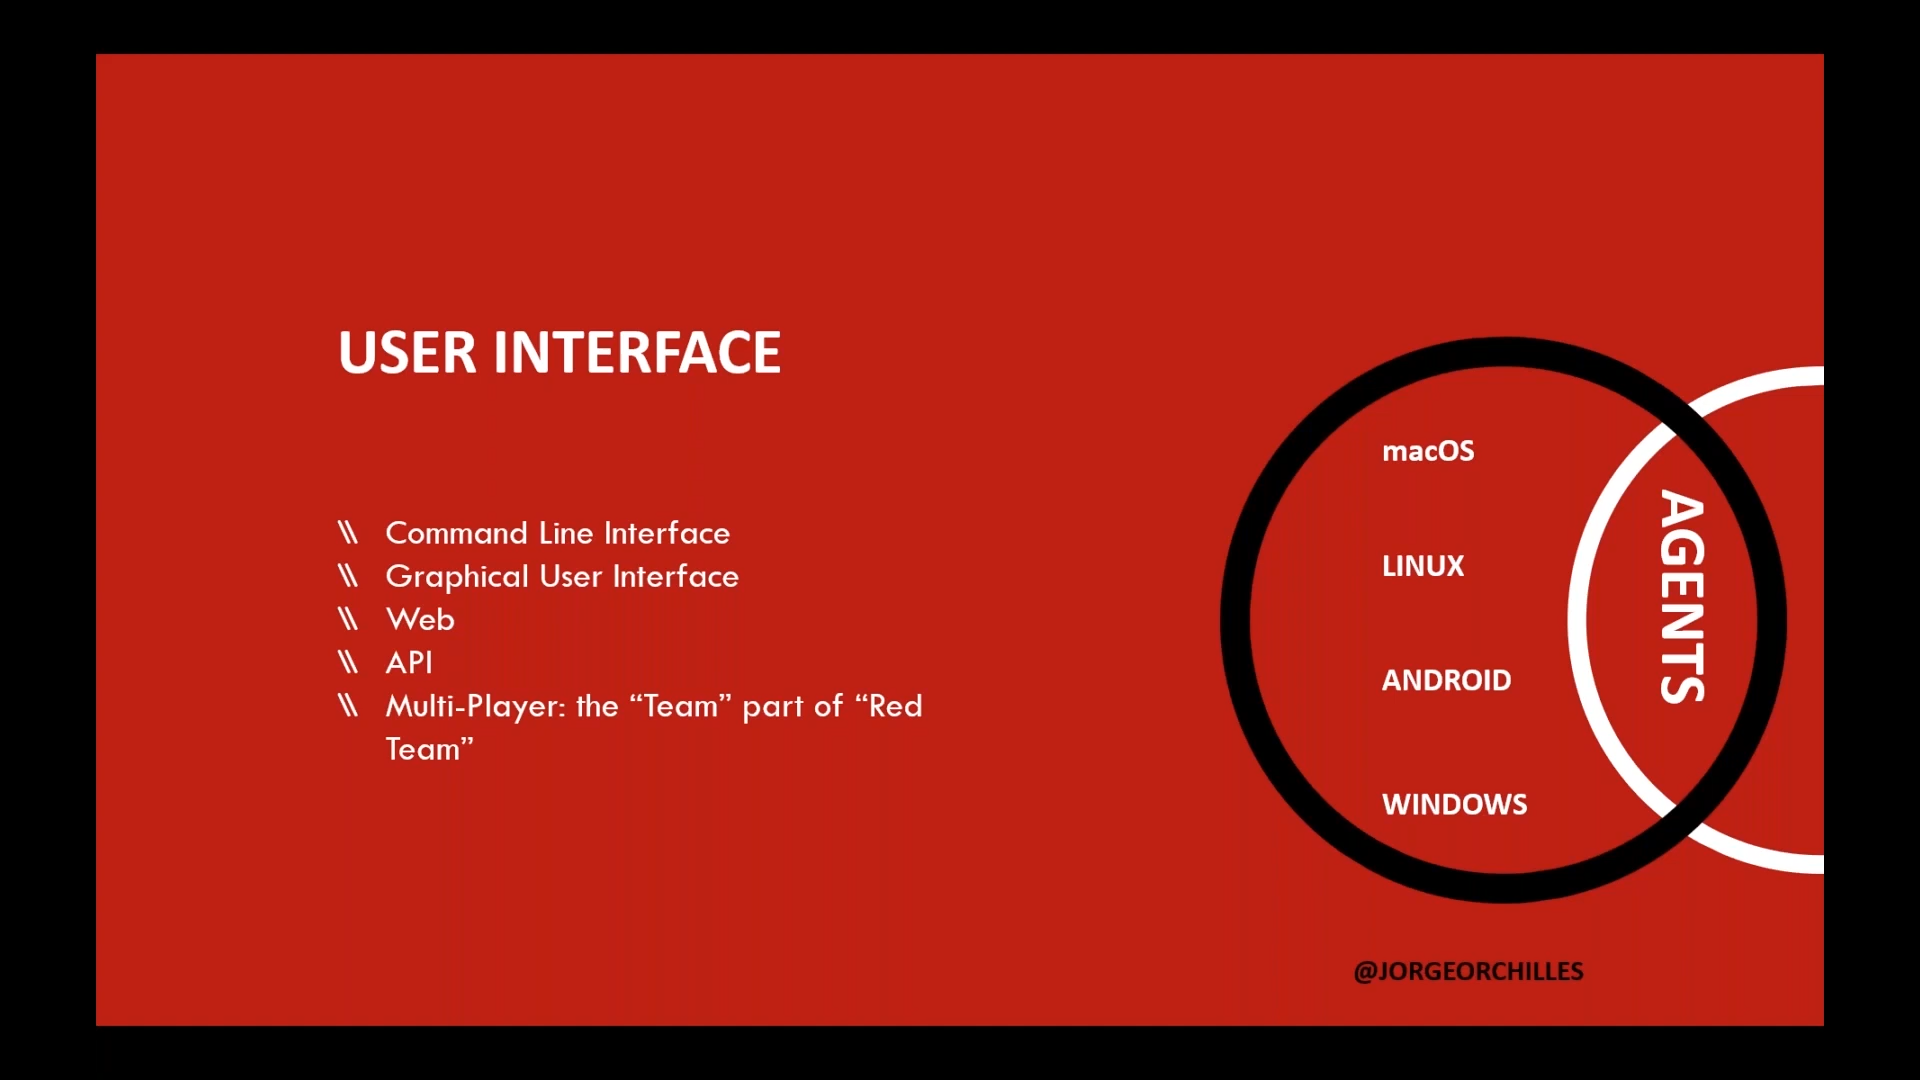 USER INTERFACE
\\ Command Line Interface
\\ Graphical User Interface
\\ Web
\\ API
\\ Multi-Player: the “Team” part of “Red
Team”
macOS
LINUX
ANDROID
WINDOWS
AGENTS
@JORGEORCHILLES